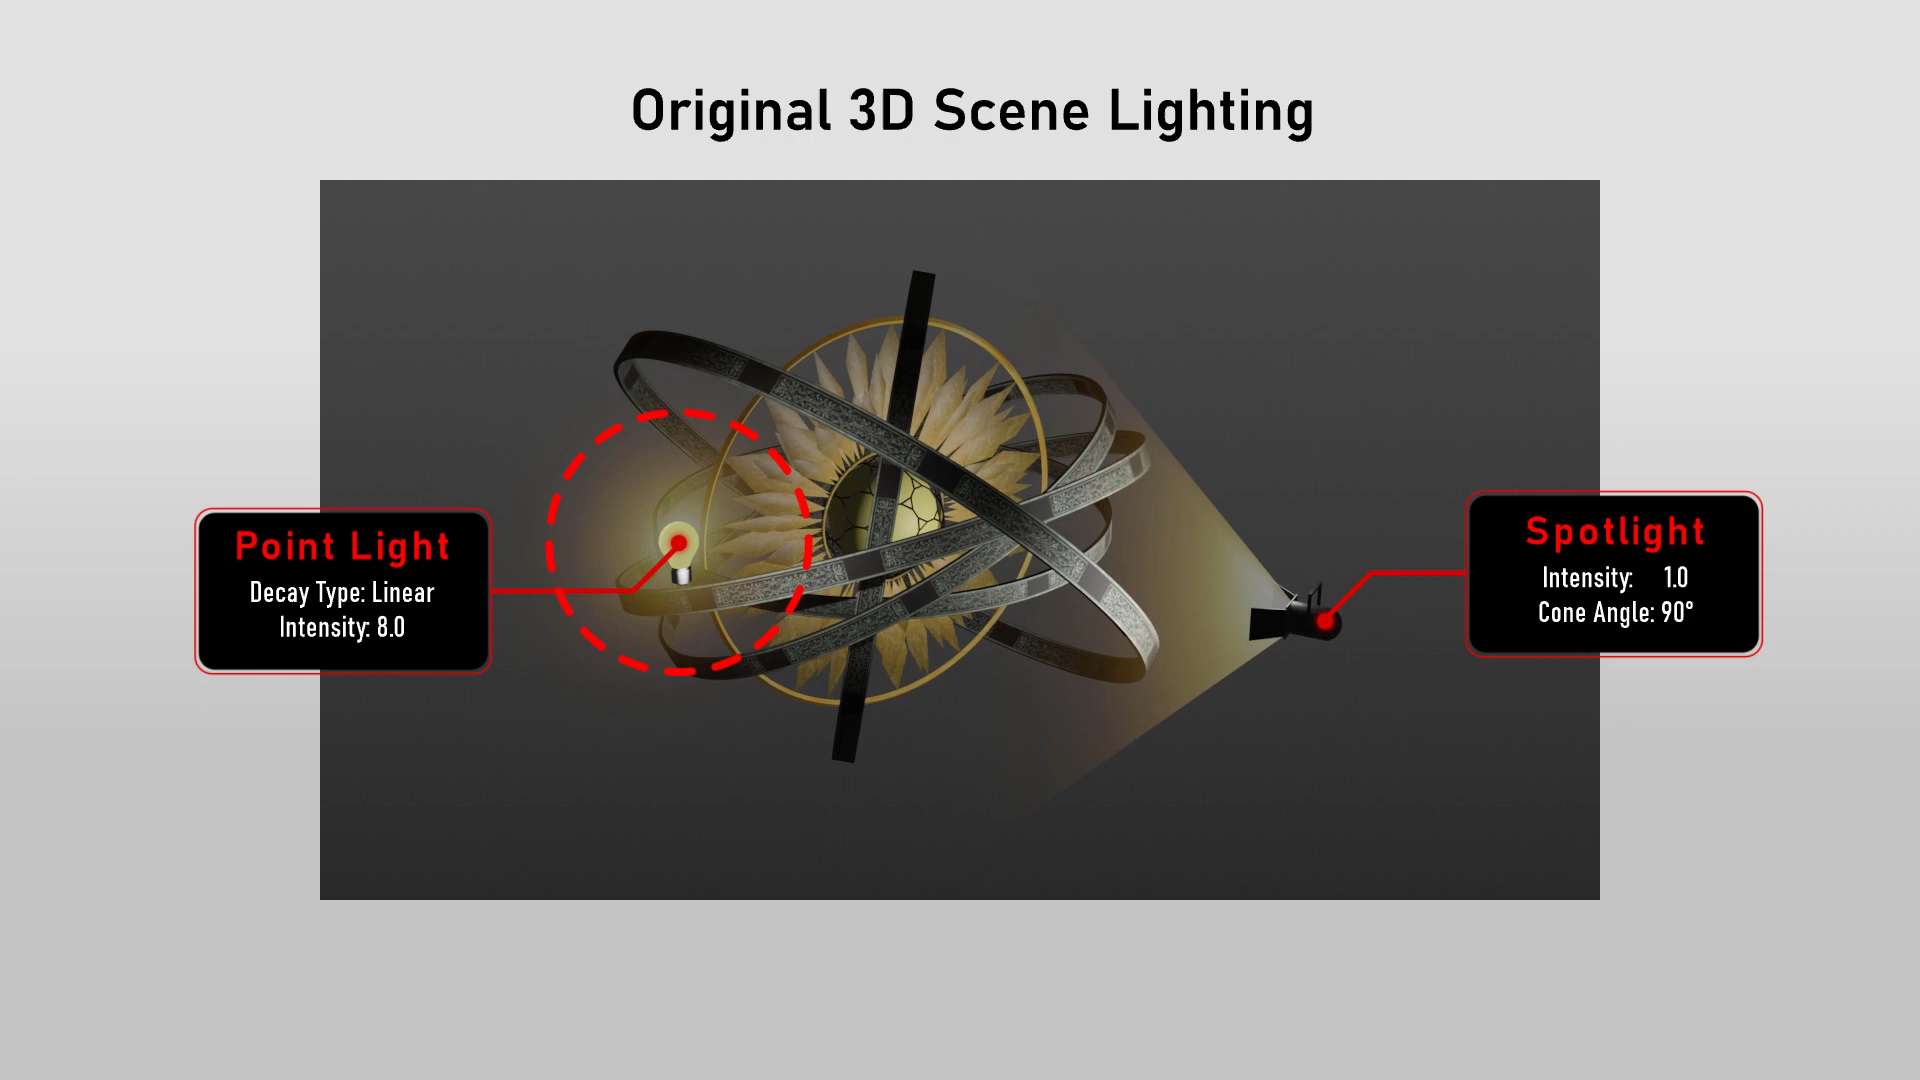 Original 3D Scene Lighting
Point Light
Decay Type: Linear
Intensity: 8.0
Spotlight
Intensity: 1.0
Cone Angle: 90°